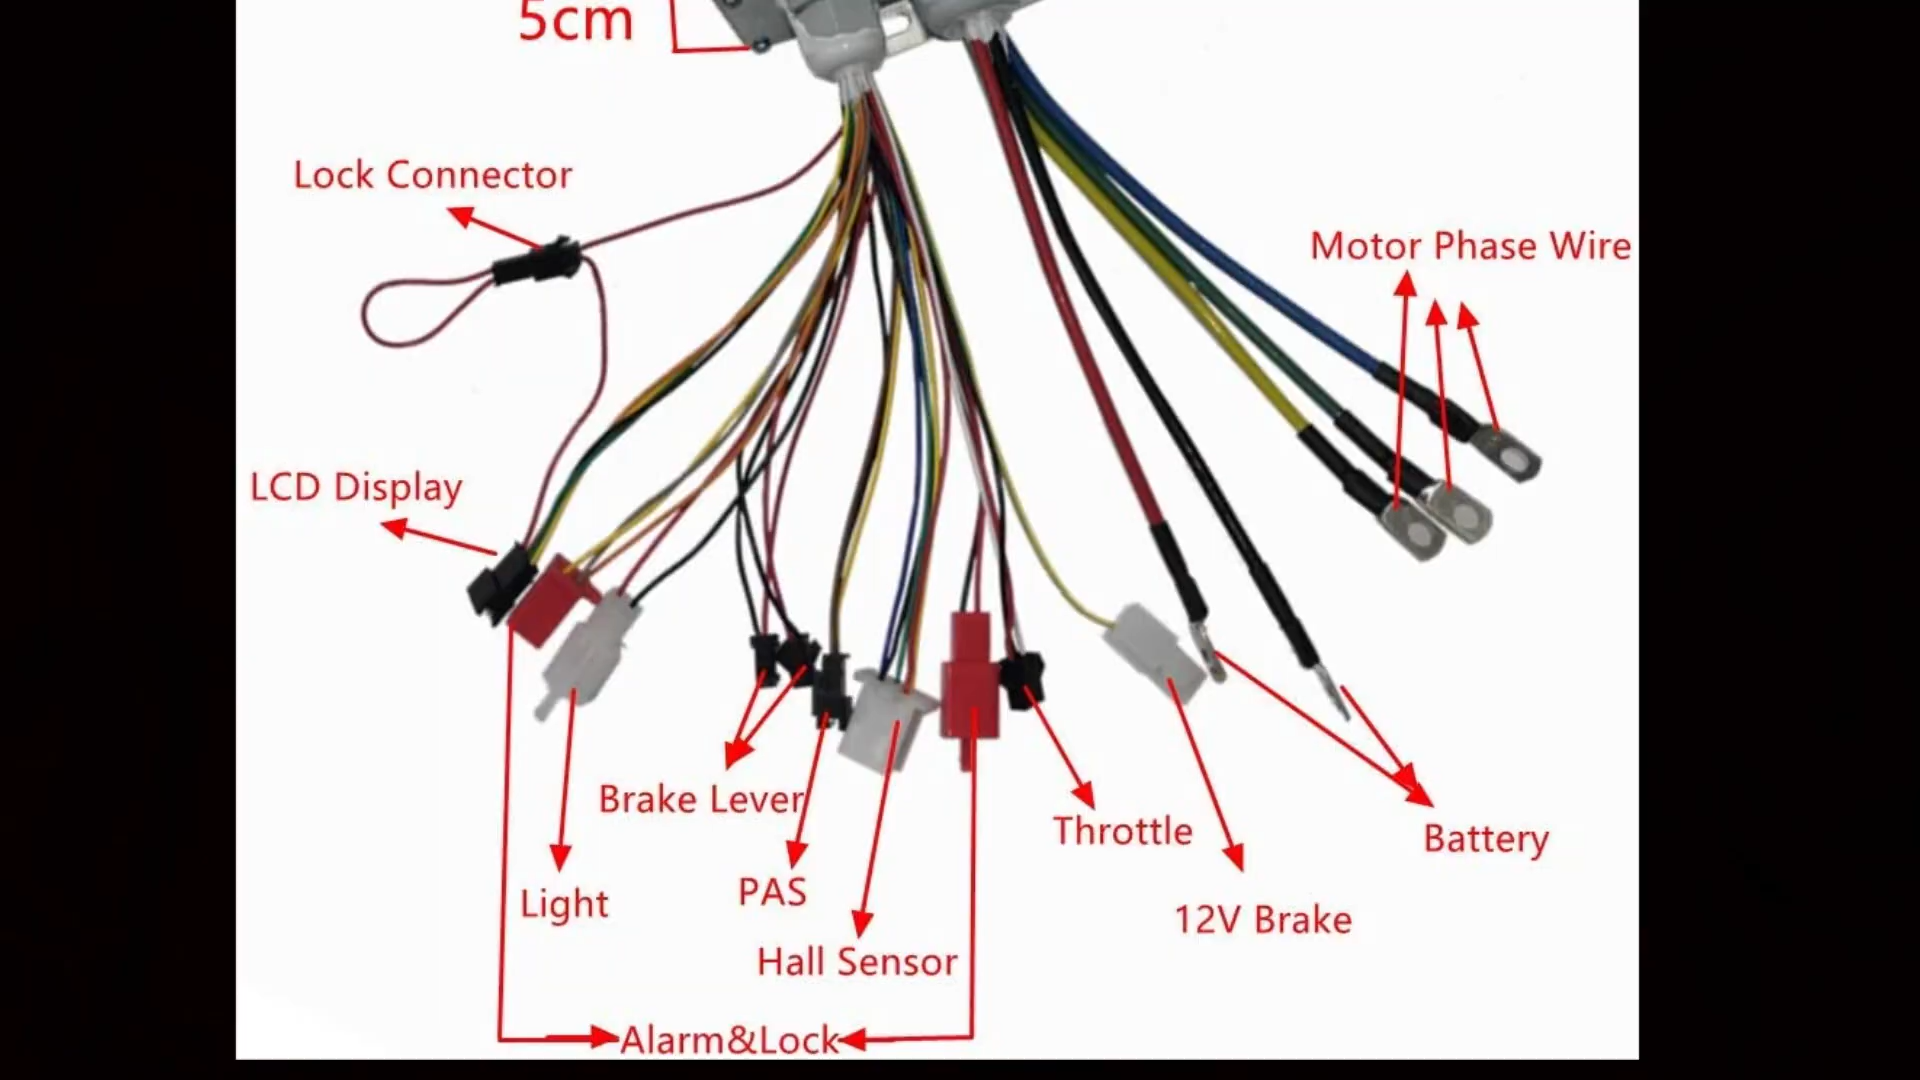 5cm
Lock Connector
Motor Phase Wire
LCD Display
Brake Lever
Throttle
Battery
PAS
Light
12V Brake
Hall Sensor
Alarm&Lock